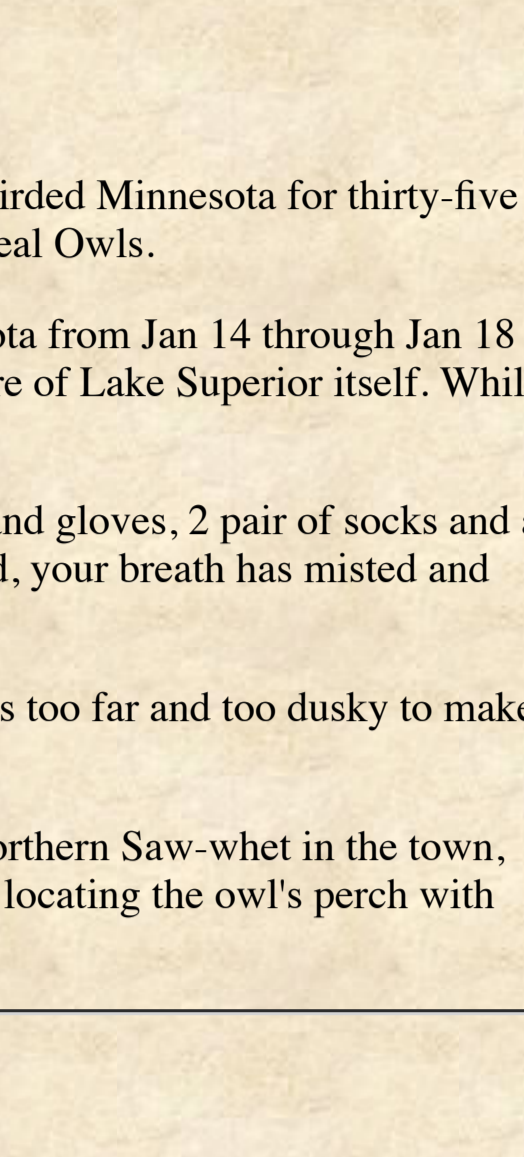 irded Minnesota for thirty-five
eal Owls.
ota from Jan 14 through Jan 18
re of Lake Superior itself. Whil
and gloves, 2 pair of socks and a
d, your breath has misted and
s too far and too dusky to make
orthern Saw-whet in the town,
locating the owl's perch with